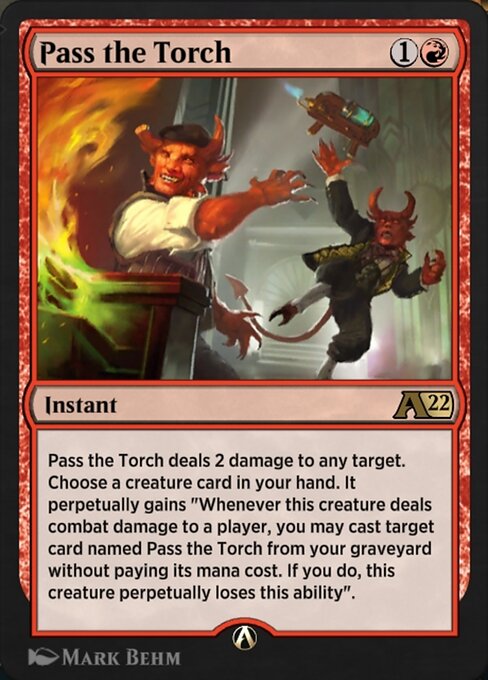 Pass the Torch 1
Instant A22
Pass the Torch deals 2 damage to any target.
Choose a creature card in your hand. It
perpetually gains "Whenever this creature deals
combat damage to a player, you may cast target
card named Pass the Torch from your graveyard
without paying its mana cost. If you do, this
creature perpetually loses this ability".
Mark Behm